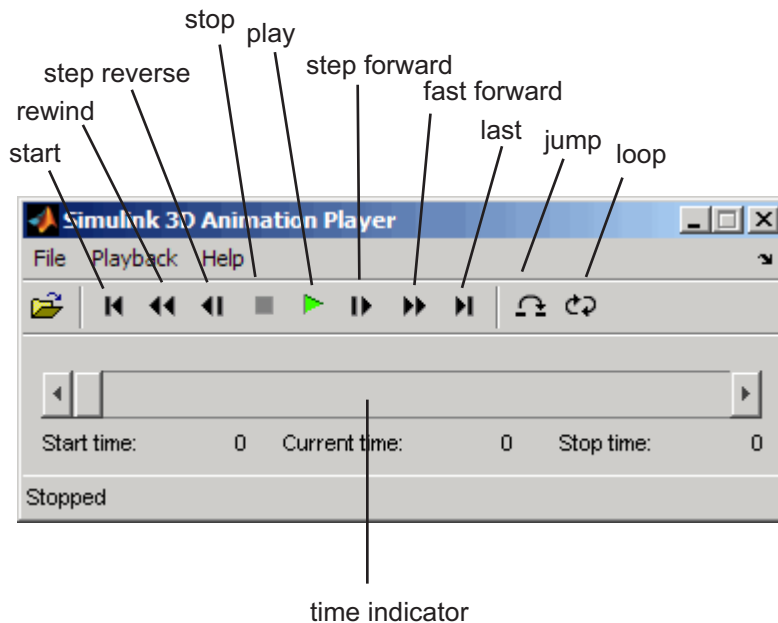 stop
play
step reverse
step forward
rewind
fast forward
start
last
jump
loop
Simulink 3D Animation Player
File Playback Help
Start time: 0 Current time: 0 Stop time: 0
Stopped
time indicator